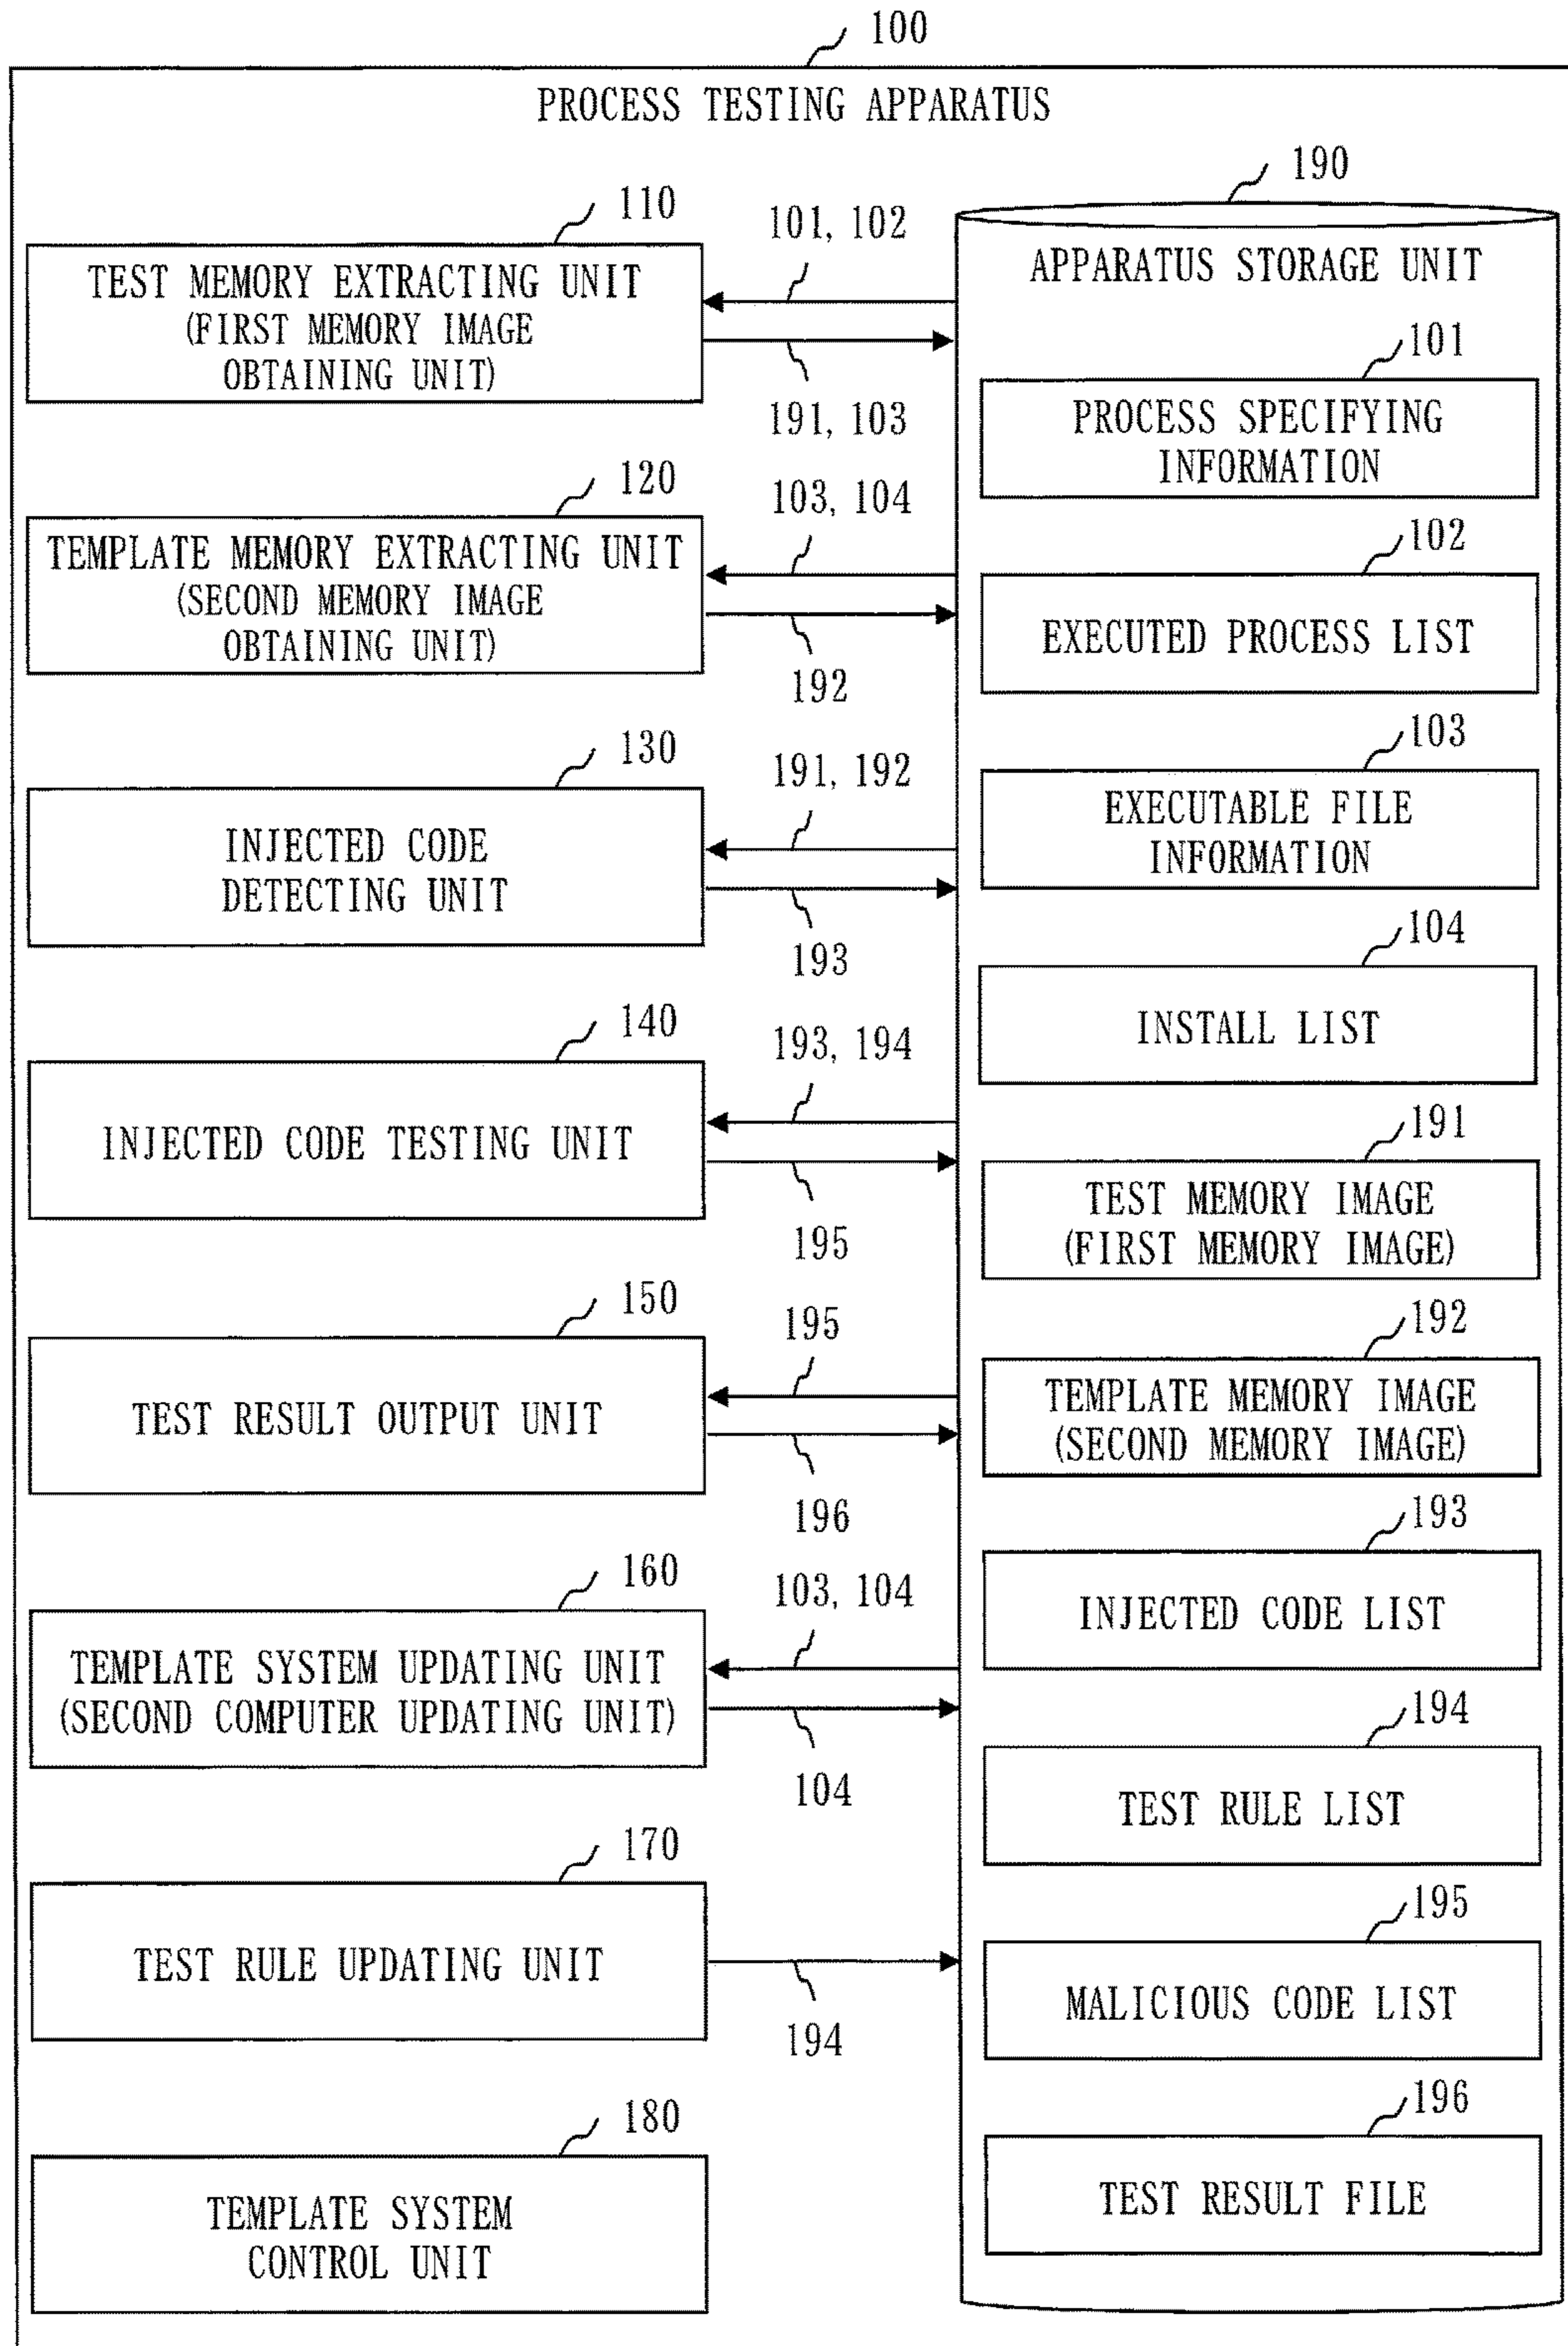 100
PROCESS TESTING APPARATUS
110
TEST MEMORY EXTRACTING UNIT
(FIRST MEMORY IMAGE
OBTAINING UNIT)
101, 102
191, 103
120
TEMPLATE MEMORY EXTRACTING UNIT
(SECOND MEMORY IMAGE
OBTAINING UNIT)
103, 104
192
130
INJECTED CODE
DETECTING UNIT
191, 192
193
140
INJECTED CODE TESTING UNIT
193, 194
195
150
TEST RESULT OUTPUT UNIT
195
196
160
TEMPLATE SYSTEM UPDATING UNIT
(SECOND COMPUTER UPDATING UNIT)
103, 104
104
170
TEST RULE UPDATING UNIT
194
180
TEMPLATE SYSTEM
CONTROL UNIT
190
APPARATUS STORAGE UNIT
101
PROCESS SPECIFYING
INFORMATION
102
EXECUTED PROCESS LIST
103
EXECUTABLE FILE
INFORMATION
104
INSTALL LIST
191
TEST MEMORY IMAGE
(FIRST MEMORY IMAGE)
192
TEMPLATE MEMORY IMAGE
(SECOND MEMORY IMAGE)
193
INJECTED CODE LIST
194
TEST RULE LIST
195
MALICIOUS CODE LIST
196
TEST RESULT FILE